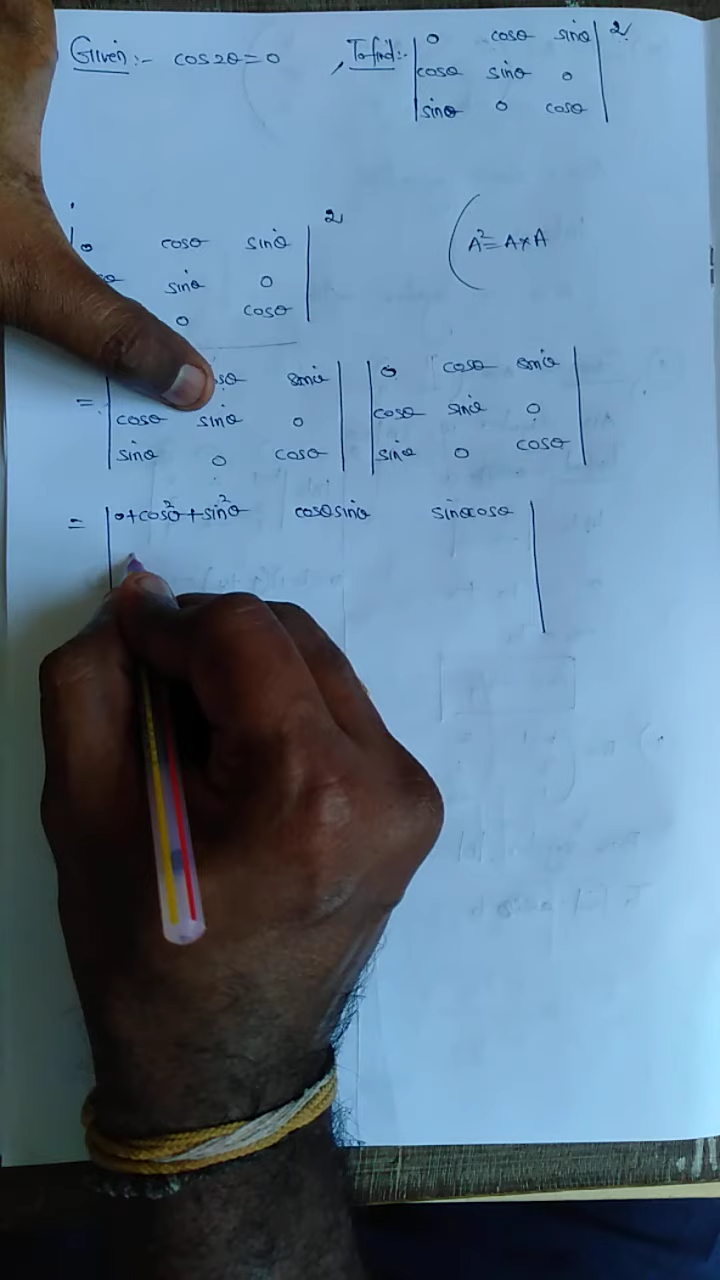 Given:- cos2θ=0 , To find:- | 0 cosθ sinθ | 2
| cosθ sinθ 0 |
| sinθ 0 cosθ |
| 0 cosθ sinθ | 2 ( A²=A×A
sinθ 0
0 cosθ |
= | sinθ | | 0 cosθ sinθ |
| cosθ sinθ 0 | | cosθ sinθ 0 |
| sinθ 0 cosθ | | sinθ 0 cosθ |
= | 0+cos²θ+sin²θ cosθsinθ sinθcosθ |